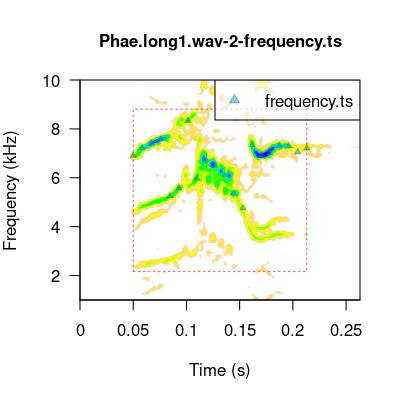 Phae.long1.wav-2-frequency.ts
frequency.ts
Frequency (kHz)
10
8
6
4
2
0 0.05 0.1 0.15 0.2 0.25
Time (s)